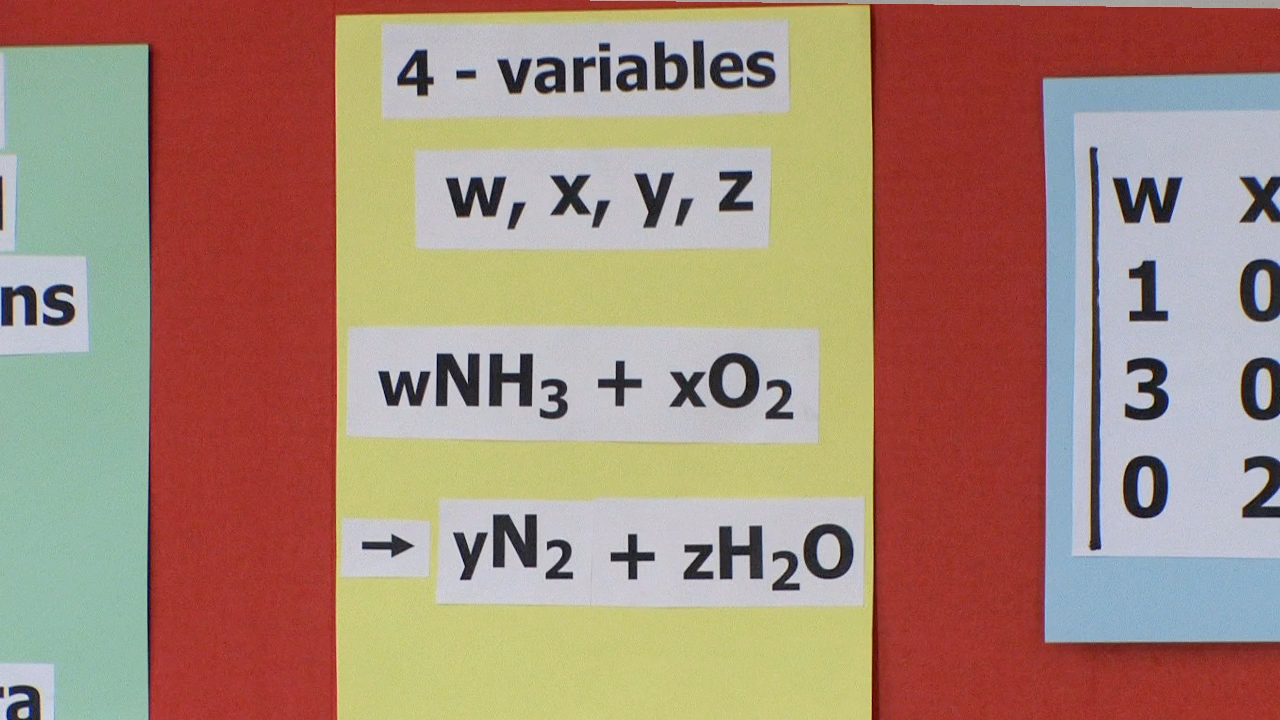 ns
4 - variables
w, x, y, z
wNH₃ + xO₂
→ yN₂ + zH₂O
w x
1 0
3 0
0 2